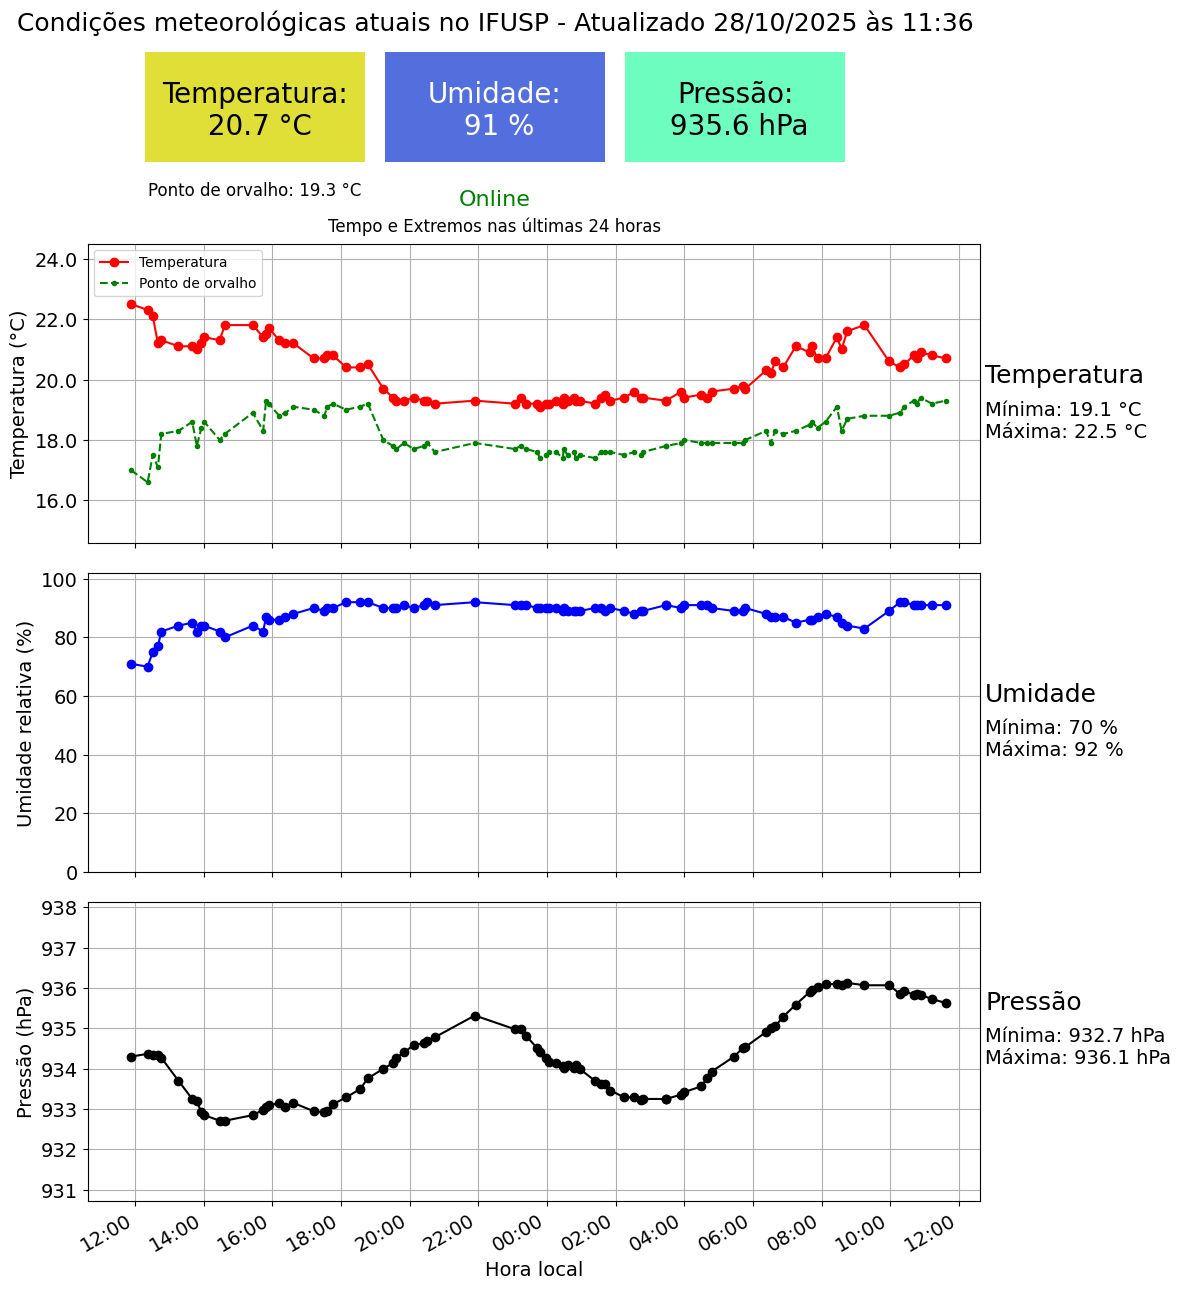 Condições meteorológicas atuais no IFUSP - Atualizado 28/10/2025 às 11:36
Temperatura:
20.7 °C
Umidade:
91 %
Pressão:
935.6 hPa
Ponto de orvalho: 19.3 °C
Online
Tempo e Extremos nas últimas 24 horas
Temperatura
Ponto de orvalho
Temperatura (°C)
24.0
22.0
20.0
18.0
16.0
Temperatura
Mínima: 19.1 °C
Máxima: 22.5 °C
Umidade relativa (%)
100
80
60
40
20
0
Umidade
Mínima: 70 %
Máxima: 92 %
Pressão (hPa)
938
937
936
935
934
933
932
931
Pressão
Mínima: 932.7 hPa
Máxima: 936.1 hPa
12:00 14:00 16:00 18:00 20:00 22:00 00:00 02:00 04:00 06:00 08:00 10:00 12:00
Hora local